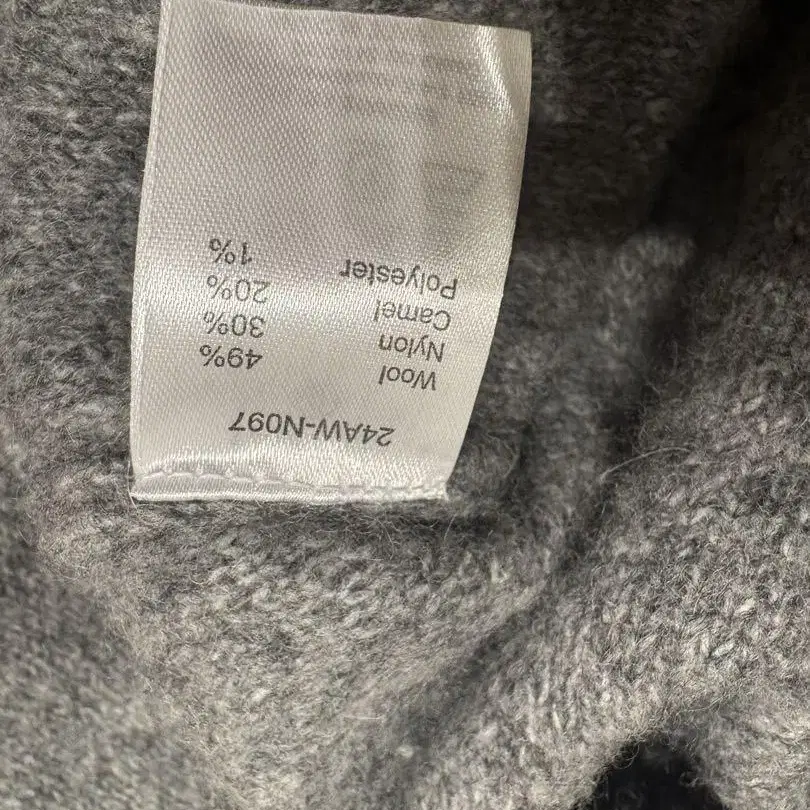 24AW-N097
Wool 49%
Nylon 30%
Camel 20%
Polyester 1%